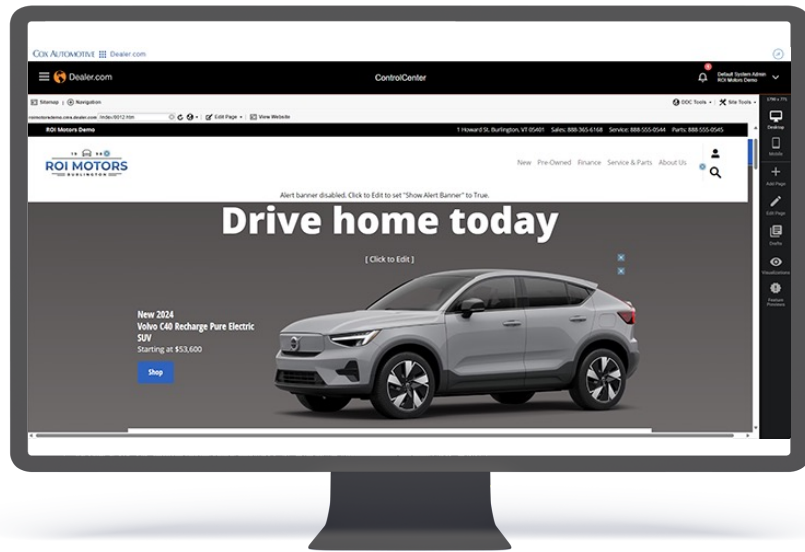 COX AUTOMOTIVE Dealer.com
Dealer.com
ControlCenter
Default System Admin
ROI Motors Demo
Sitemap | Navigation
DOC Tools
Site Tools
Edit Page
View Website
ROI Motors Demo
1 Howard St. Burlington, VT 05401 Sales: 888-365-6168 Service: 888-555-0544 Parts: 888-555-0545
Desktop
Mobile
Add Page
Edit Page
Drafts
Visualizations
Feature
Previews
ROI MOTORS
BURLINGTON
New Pre-Owned Finance Service & Parts About Us
Alert banner disabled. Click to Edit to set "Show Alert Banner" to True.
Drive home today
[ Click to Edit ]
New 2024
Volvo C40 Recharge Pure Electric
SUV
Starting at $53,600
Shop